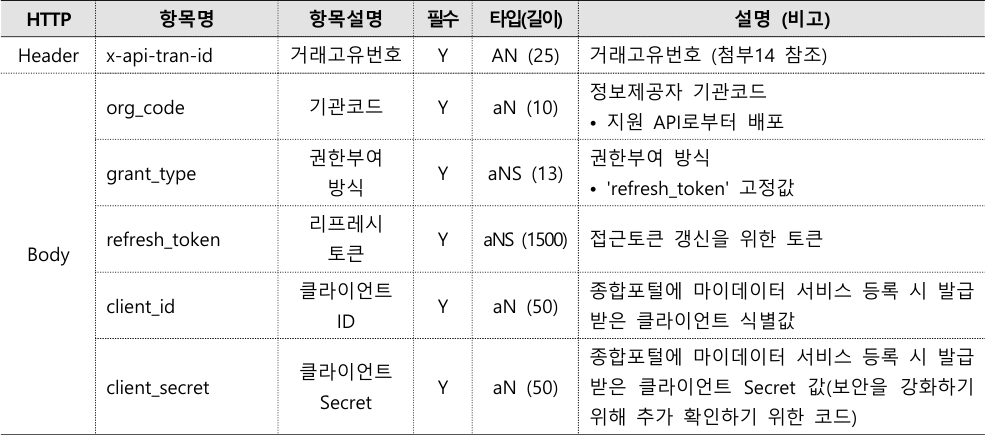 HTTP 항목명 항목설명 필수 타입(길이) 설명 (비고)
Header x-api-tran-id 거래고유번호 Y AN (25) 거래고유번호 (첨부14 참조)
Body
org_code 기관코드 Y aN (10) 정보제공자 기관코드
• 지원 API로부터 배포
grant_type 권한부여
방식 Y aNS (13) 권한부여 방식
• 'refresh_token' 고정값
refresh_token 리프레시
토큰 Y aNS (1500) 접근토큰 갱신을 위한 토큰
client_id 클라이언트
ID Y aN (50) 종합포털에 마이데이터 서비스 등록 시 발급
받은 클라이언트 식별값
client_secret 클라이언트
Secret Y aN (50) 종합포털에 마이데이터 서비스 등록 시 발급
받은 클라이언트 Secret 값(보안을 강화하기
위해 추가 확인하기 위한 코드)